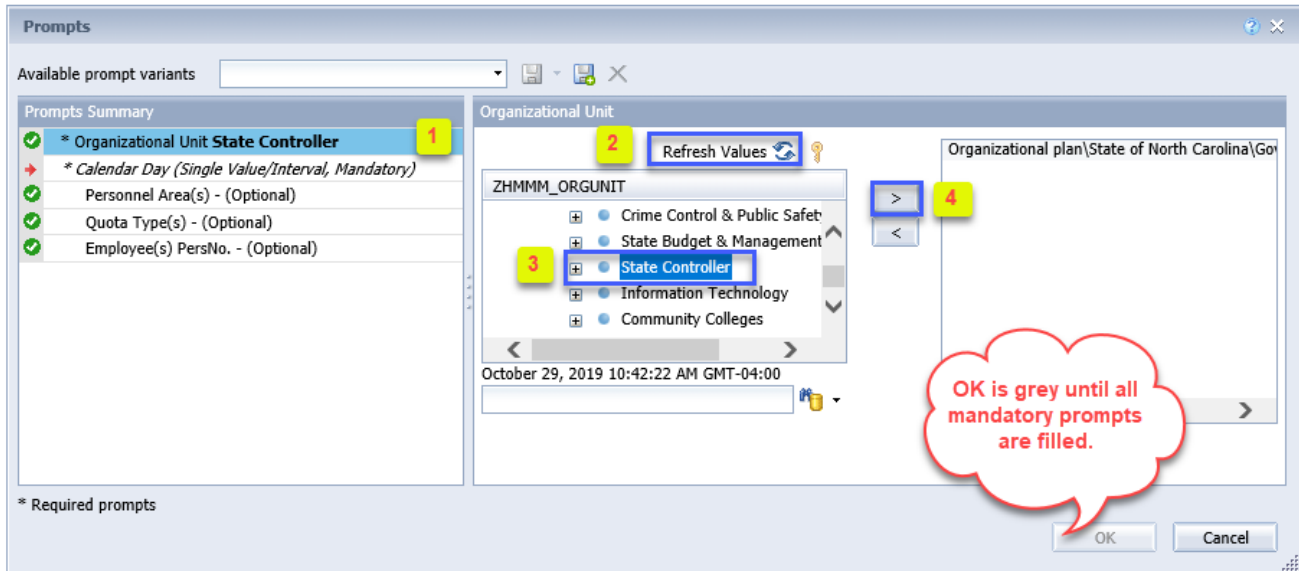 Prompts
Available prompt variants
Prompts Summary
* Organizational Unit State Controller
1
* Calendar Day (Single Value/Interval, Mandatory)
Personnel Area(s) - (Optional)
Quota Type(s) - (Optional)
Employee(s) PersNo. - (Optional)
Organizational Unit
2
Refresh Values
ZHMMM_ORGUNIT
Crime Control & Public Safet
State Budget & Management
3
State Controller
Information Technology
Community Colleges
October 29, 2019 10:42:22 AM GMT-04:00
>
4
<
Organizational plan\State of North Carolina\Gov
OK is grey until all
mandatory prompts
are filled.
* Required prompts
OK
Cancel